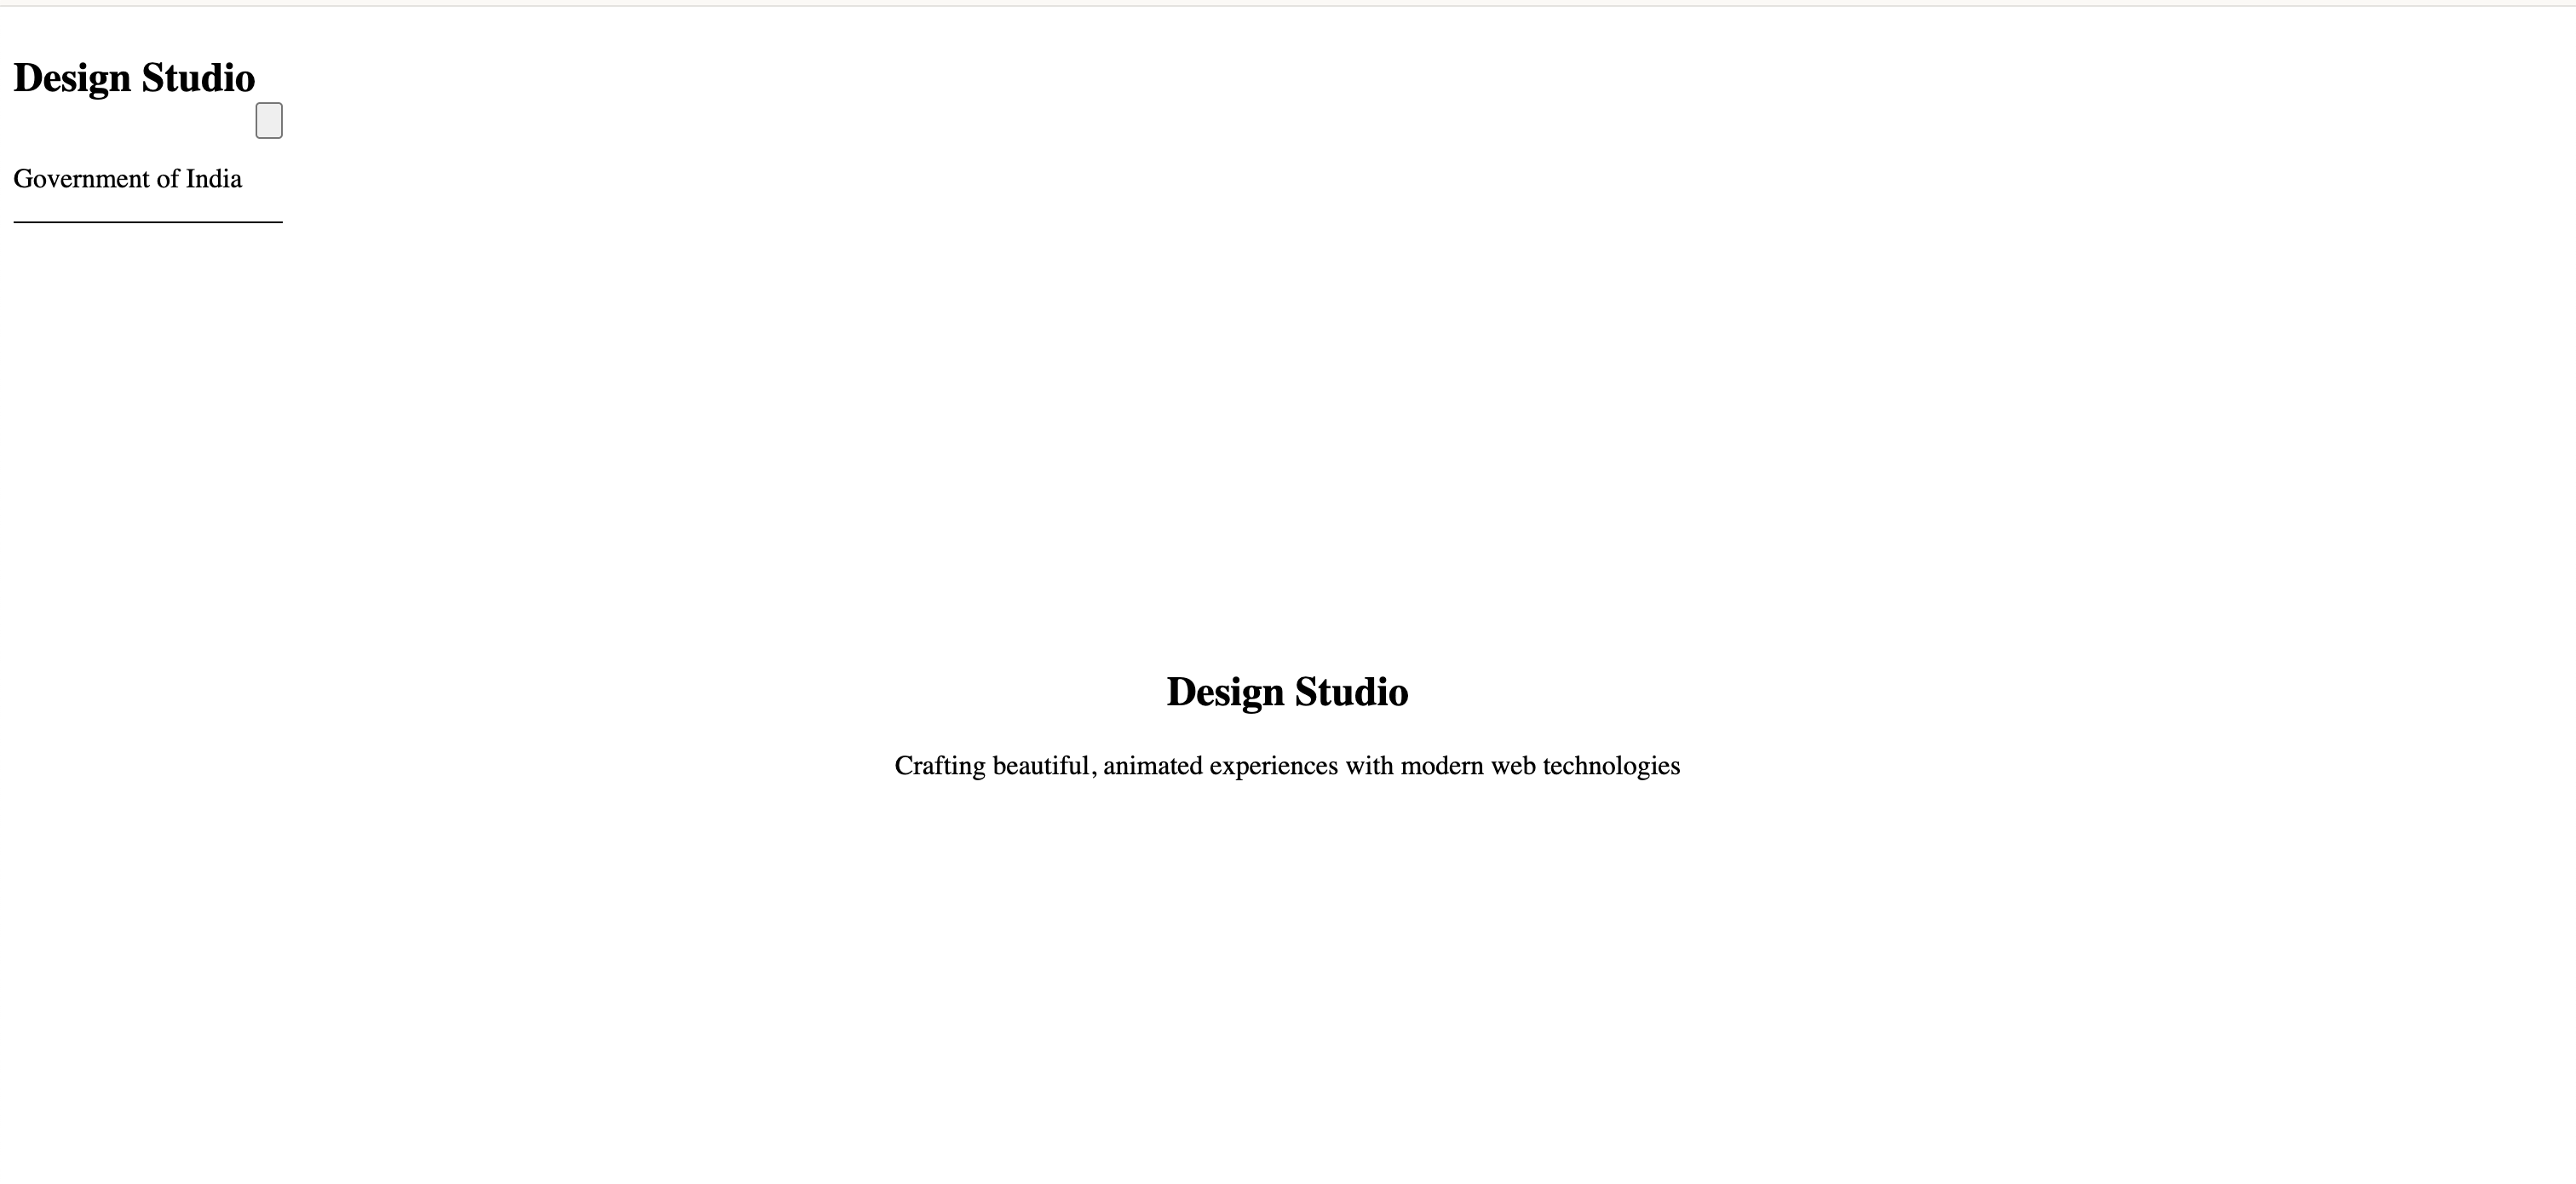 Design Studio
Government of India
Design Studio
Crafting beautiful, animated experiences with modern web technologies